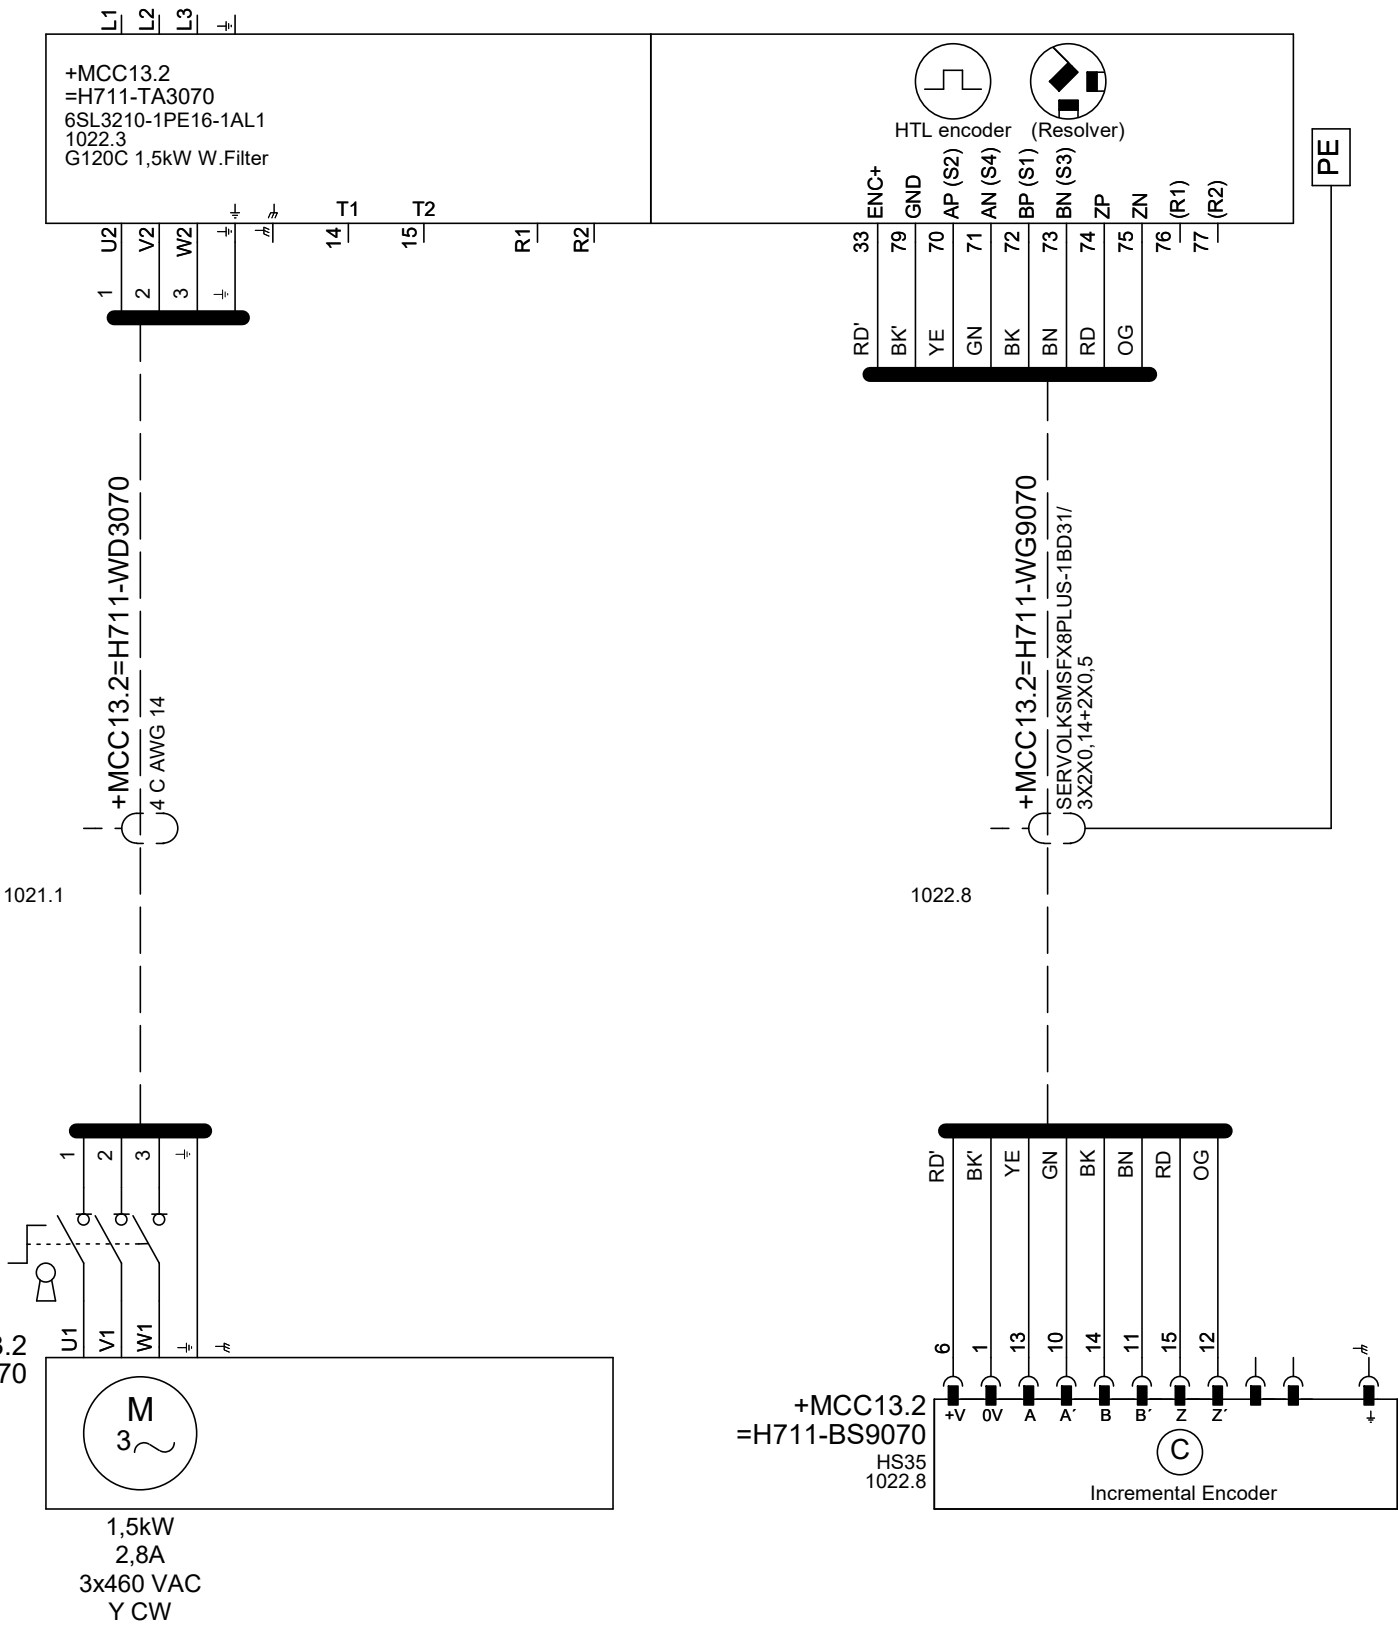 L1 L2 L3
+MCC13.2
=H711-TA3070
6SL3210-1PE16-1AL1
1022.3
G120C 1,5kW W.Filter
HTL encoder (Resolver)
PE
T1 T2
ENC+ GND AP (S2) AN (S4) BP (S1) BN (S3) ZP ZN (R1) (R2)
U2 V2 W2 14 15 R1 R2
33 79 70 71 72 73 74 75 76 77
1 2 3
RD' BK' YE GN BK BN RD OG
+MCC13.2=H711-WD3070
4 C AWG 14
+MCC13.2=H711-WG9070
SERVOLKSMSFX8PLUS-1BD31/
3X2X0,14+2X0,5
1021.1
1022.8
1 2 3
RD' BK' YE GN BK BN RD OG
U1 V1 W1
6 1 13 10 14 11 15 12
3.2
70
M
3
+MCC13.2
=H711-BS9070
HS35
1022.8
+V 0V A A´ B B´ Z Z´
C
Incremental Encoder
1,5kW
2,8A
3x460 VAC
Y CW